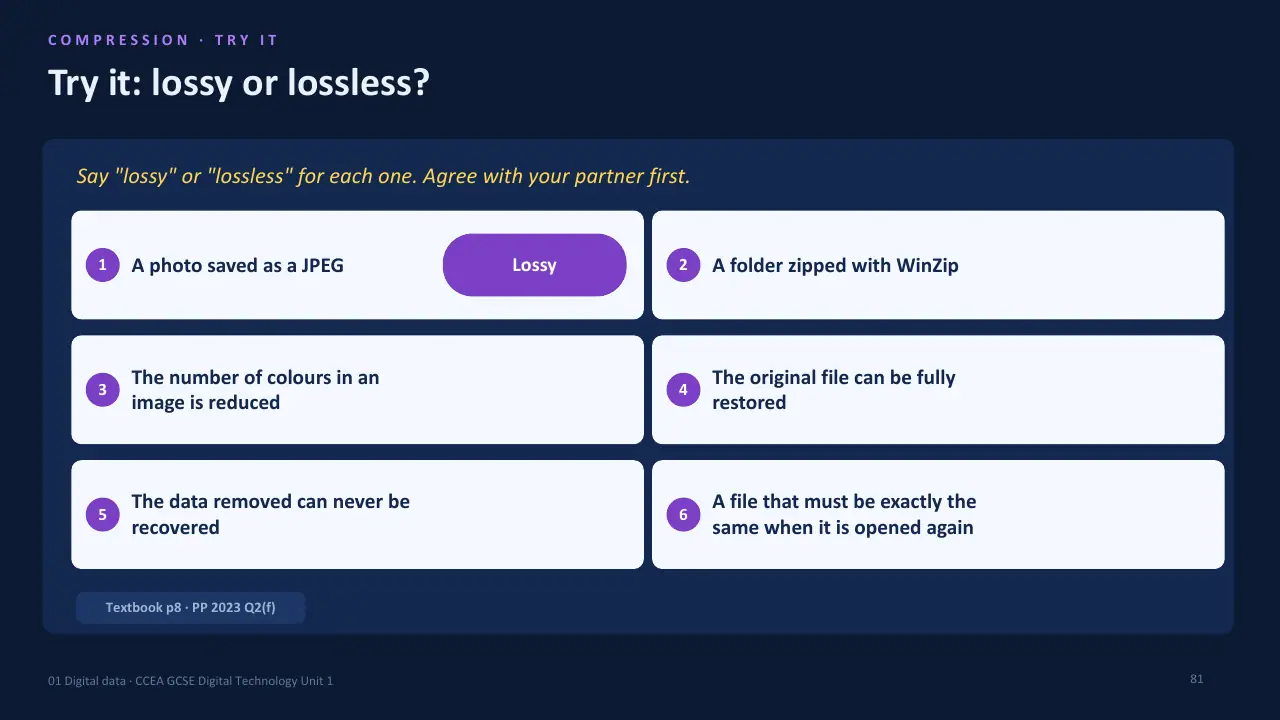 COMPRESSION · TRY IT
Try it: lossy or lossless?
Say "lossy" or "lossless" for each one. Agree with your partner first.
1 A photo saved as a JPEG
Lossy
2 A folder zipped with WinZip
3 The number of colours in an
image is reduced
4 The original file can be fully
restored
5 The data removed can never be
recovered
6 A file that must be exactly the
same when it is opened again
Textbook p8 · PP 2023 Q2(f)
01 Digital data · CCEA GCSE Digital Technology Unit 1
81